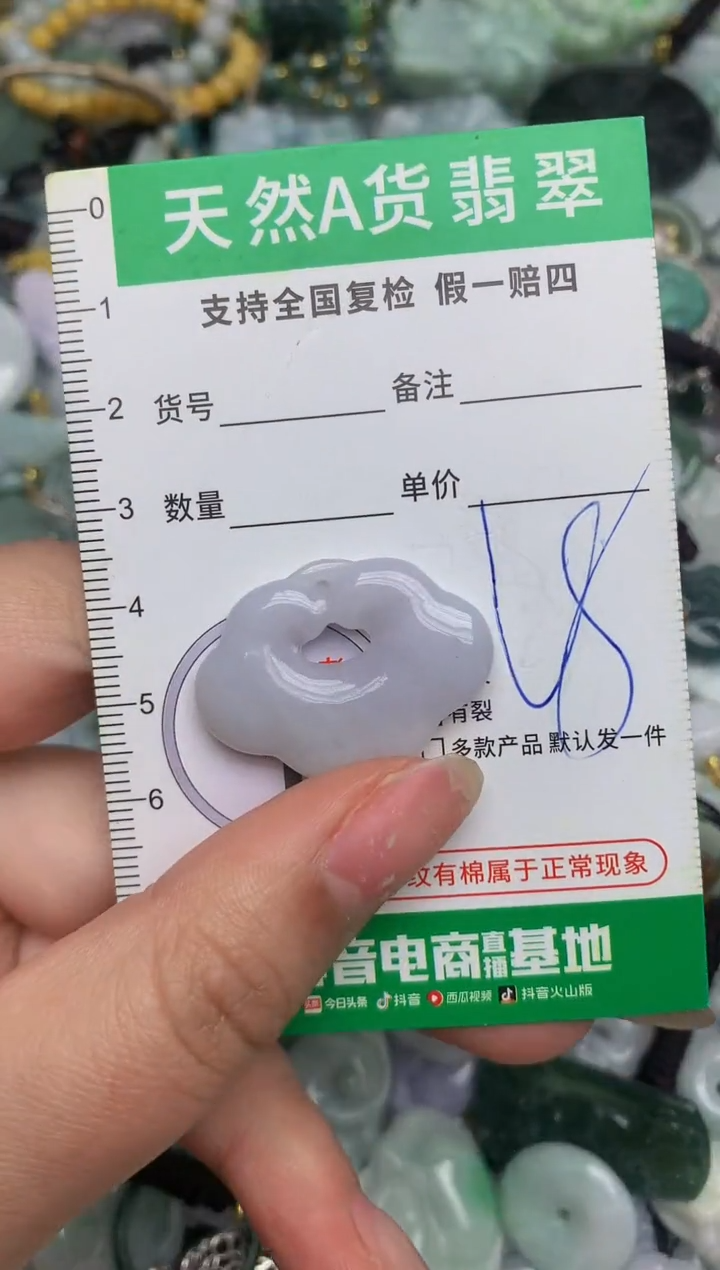 天然A货翡翠
支持全国复检 假一赔四
0
1
货号 备注
2
数量 单价
3
18
4
5
有裂
多款产品 默认发一件
6
纹有棉属于正常现象
音电商直播基地
今日头条 抖音 西瓜视频 抖音火山版